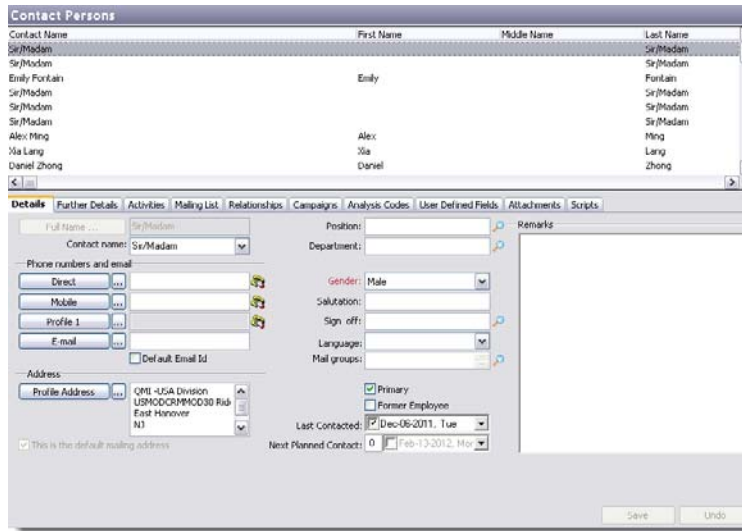 Contact Persons
Contact Name First Name Middle Name Last Name
Sir/Madam Sir/Madam
Sir/Madam Sir/Madam
Emily Fontain Emily Fontain
Sir/Madam Sir/Madam
Sir/Madam Sir/Madam
Sir/Madam Sir/Madam
Alex Ming Alex Ming
Xia Lang Xia Lang
Daniel Zhong Daniel Zhong
Details Further Details Activities Mailing List Relationships Campaigns Analysis Codes User Defined Fields Attachments Scripts
Full Name ... Sir/Madam Position: Remarks
Contact name: Sir/Madam Department:
Phone numbers and email
Direct ... Gender: Male
Mobile ... Salutation:
Profile 1 ... Sign off:
E-mail ... Language:
Default Email Id Mail groups:
Address
Profile Address ... QMI -USA Division Primary
USMODCRMMOD30 Rid Former Employee
East Hanover
NJ Last Contacted: Dec-06-2011, Tue
This is the default mailing address Next Planned Contact: 0 Feb-13-2012, Mor
Save Undo